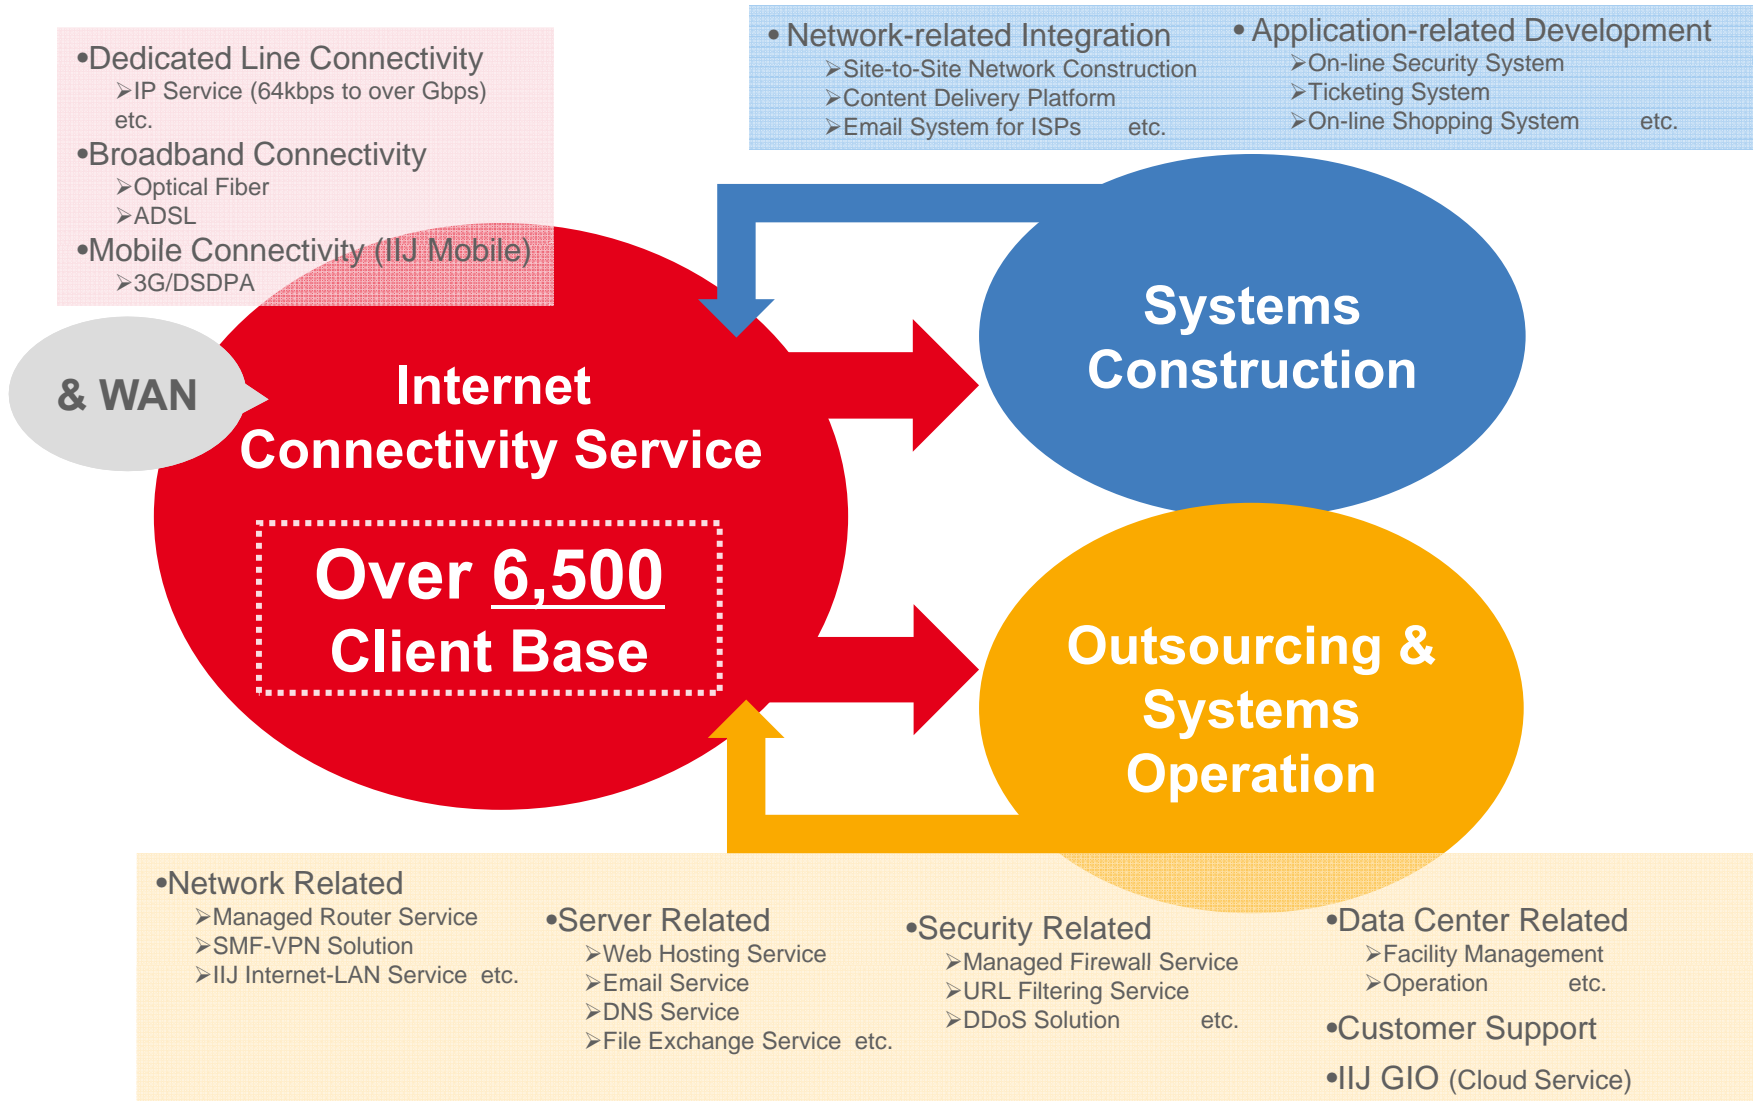 •Dedicated Line Connectivity
➢IP Service (64kbps to over Gbps)
etc.
•Broadband Connectivity
➢Optical Fiber
➢ADSL
•Mobile Connectivity (IIJ Mobile)
➢3G/DSDPA
• Network-related Integration
➢Site-to-Site Network Construction
➢Content Delivery Platform
➢Email System for ISPs etc.
• Application-related Development
➢On-line Security System
➢Ticketing System
➢On-line Shopping System etc.
& WAN
Internet
Connectivity Service
Over 6,500
Client Base
Systems
Construction
Outsourcing &
Systems
Operation
•Network Related
➢Managed Router Service
➢SMF-VPN Solution
➢IIJ Internet-LAN Service etc.
•Server Related
➢Web Hosting Service
➢Email Service
➢DNS Service
➢File Exchange Service etc.
•Security Related
➢Managed Firewall Service
➢URL Filtering Service
➢DDoS Solution etc.
•Data Center Related
➢Facility Management
➢Operation etc.
•Customer Support
•IIJ GIO (Cloud Service)